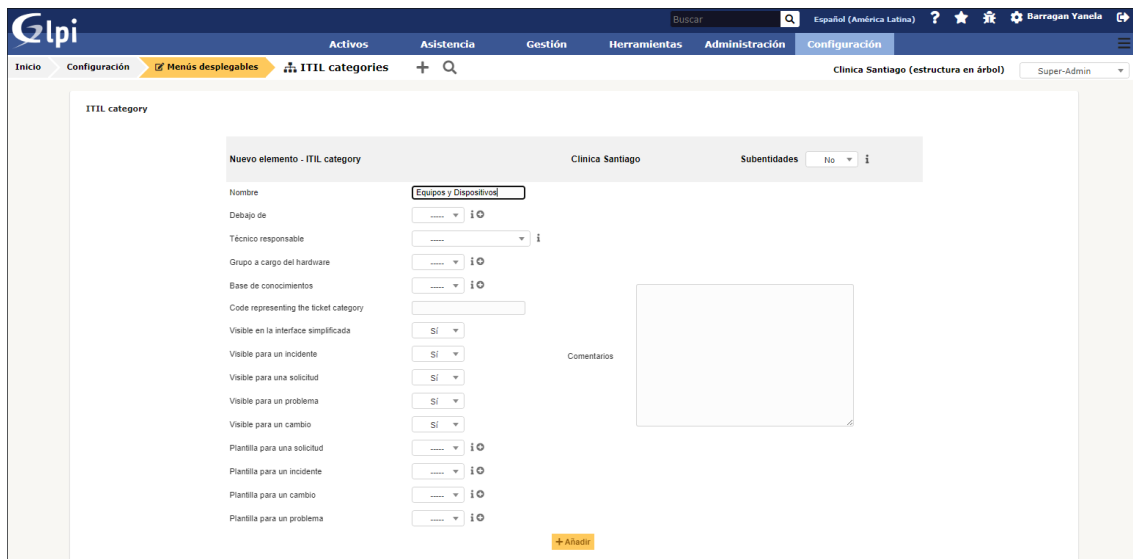 Glpi
Buscar
Español (América Latina)
?
Barragan Yanela
Activos Asistencia Gestión Herramientas Administración Configuración
Inicio Configuración Menús desplegables ITIL categories
Clinica Santiago (estructura en árbol) Super-Admin
ITIL category
Nuevo elemento - ITIL category Clinica Santiago Subentidades No i
Nombre Equipos y Dispositivos
Debajo de ----- i
Técnico responsable ----- i
Grupo a cargo del hardware ----- i
Base de conocimientos ----- i
Code representing the ticket category
Visible en la interface simplificada Sí
Visible para un incidente Sí
Comentarios
Visible para una solicitud Sí
Visible para un problema Sí
Visible para un cambio Sí
Plantilla para una solicitud ----- i
Plantilla para un incidente ----- i
Plantilla para un cambio ----- i
Plantilla para un problema ----- i
+ Añadir